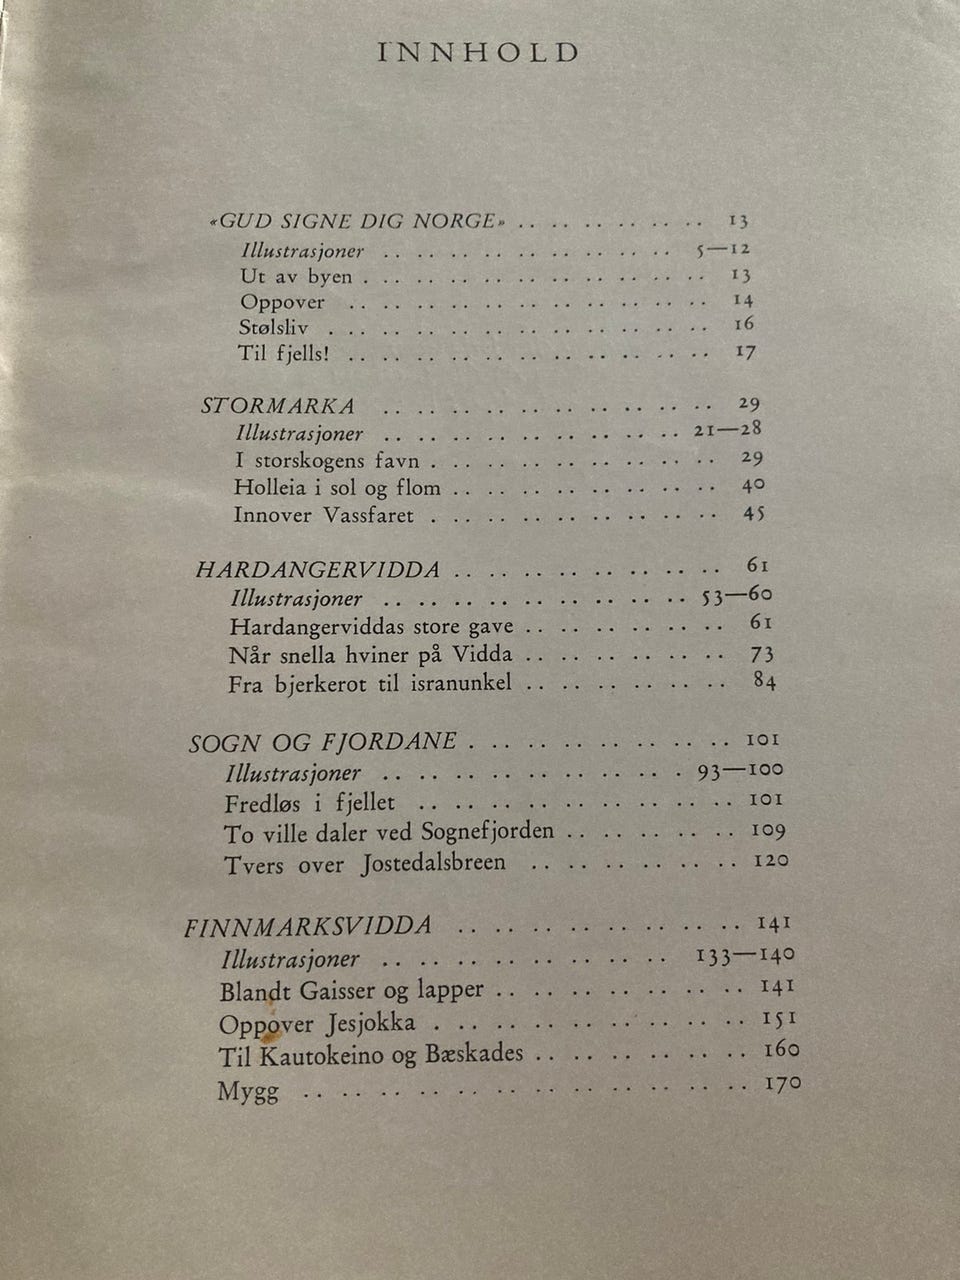 INNHOLD
«GUD SIGNE DIG NORGE» . . . . . . . . . . . . . 13
Illustrasjoner . . . . . . . . . . . . . . . . . . 5—12
Ut av byen . . . . . . . . . . . . . . . . . . . . 13
Oppover . . . . . . . . . . . . . . . . . . . . 14
Stølsliv . . . . . . . . . . . . . . . . . . . . . 16
Til fjells! . . . . . . . . . . . . . . . . . . . . 17
STORMARKA . . . . . . . . . . . . . . . . . . 29
Illustrasjoner . . . . . . . . . . . . . . . . . . 21—28
I storskogens favn . . . . . . . . . . . . . . . . 29
Holleia i sol og flom . . . . . . . . . . . . . . . 40
Innover Vassfaret . . . . . . . . . . . . . . . . 45
HARDANGERVIDDA . . . . . . . . . . . . . . . 61
Illustrasjoner . . . . . . . . . . . . . . . . . . 53—60
Hardangerviddas store gave . . . . . . . . . . . 61
Når snella hviner på Vidda . . . . . . . . . . . 73
Fra bjerkerot til isranunkel . . . . . . . . . . . 84
SOGN OG FJORDANE . . . . . . . . . . . . . . 101
Illustrasjoner . . . . . . . . . . . . . . . . . 93—100
Fredløs i fjellet . . . . . . . . . . . . . . . . . 101
To ville daler ved Sognefjorden . . . . . . . . . 109
Tvers over Jostedalsbreen . . . . . . . . . . . 120
FINNMARKSVIDDA . . . . . . . . . . . . . . . 141
Illustrasjoner . . . . . . . . . . . . . . . . 133—140
Blandt Gaisser og lapper . . . . . . . . . . . . . 141
Oppover Jesjokka . . . . . . . . . . . . . . . . 151
Til Kautokeino og Bæskades . . . . . . . . . . . 160
Mygg . . . . . . . . . . . . . . . . . . . . . . 170